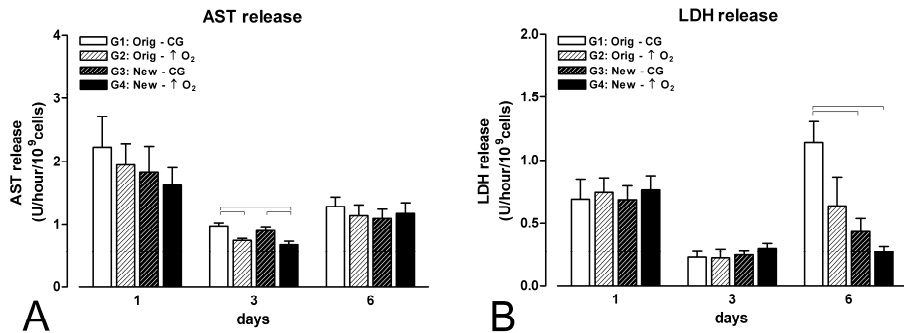 AST release
G1: Orig - CG
G2: Orig - ↑ O₂
G3: New - CG
G4: New - ↑ O₂
AST release
(U/hour/10⁹cells)
4
3
2
1
0
1
3
6
days
A
LDH release
G1: Orig - CG
G2: Orig - ↑ O₂
G3: New - CG
G4: New - ↑ O₂
LDH release
(U/hour/10⁹cells)
2.0
1.5
1.0
0.5
0.0
1
3
6
days
B